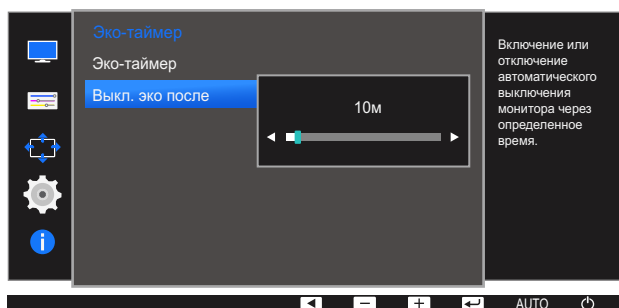 Эко-таймер
Эко-таймер
Выкл. эко после
10м
Включение или
отключение
автоматического
выключения
монитора через
определенное
время.
AUTO